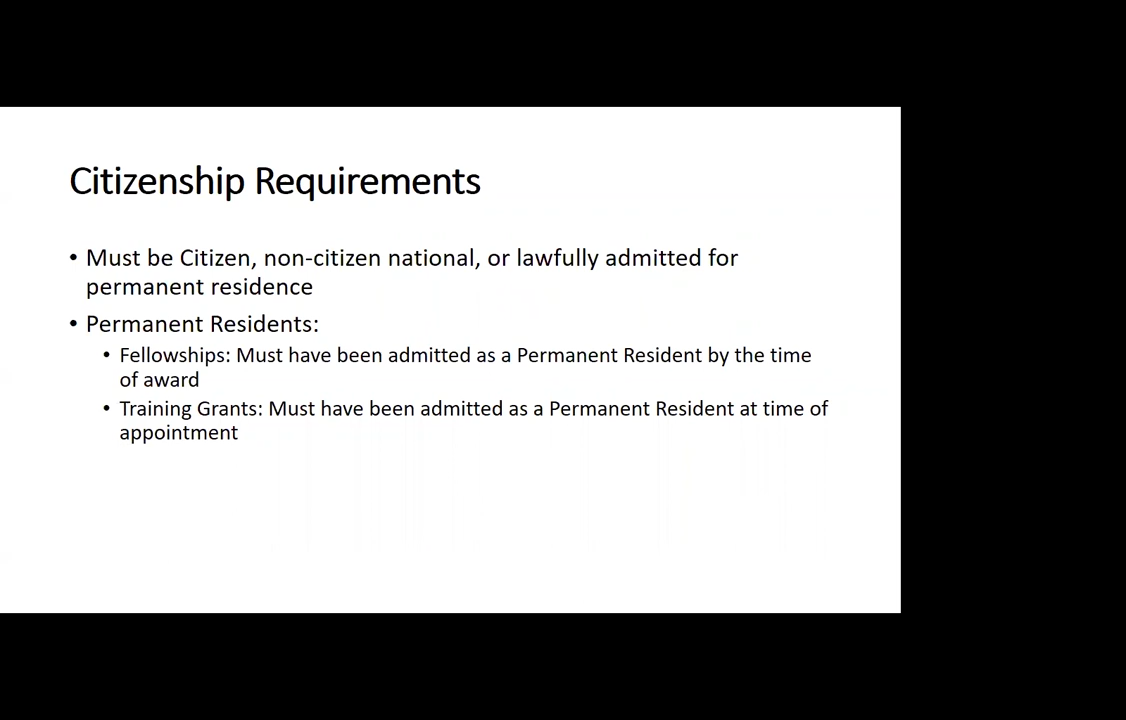 Citizenship Requirements
• Must be Citizen, non-citizen national, or lawfully admitted for
permanent residence
• Permanent Residents:
• Fellowships: Must have been admitted as a Permanent Resident by the time
of award
• Training Grants: Must have been admitted as a Permanent Resident at time of
appointment